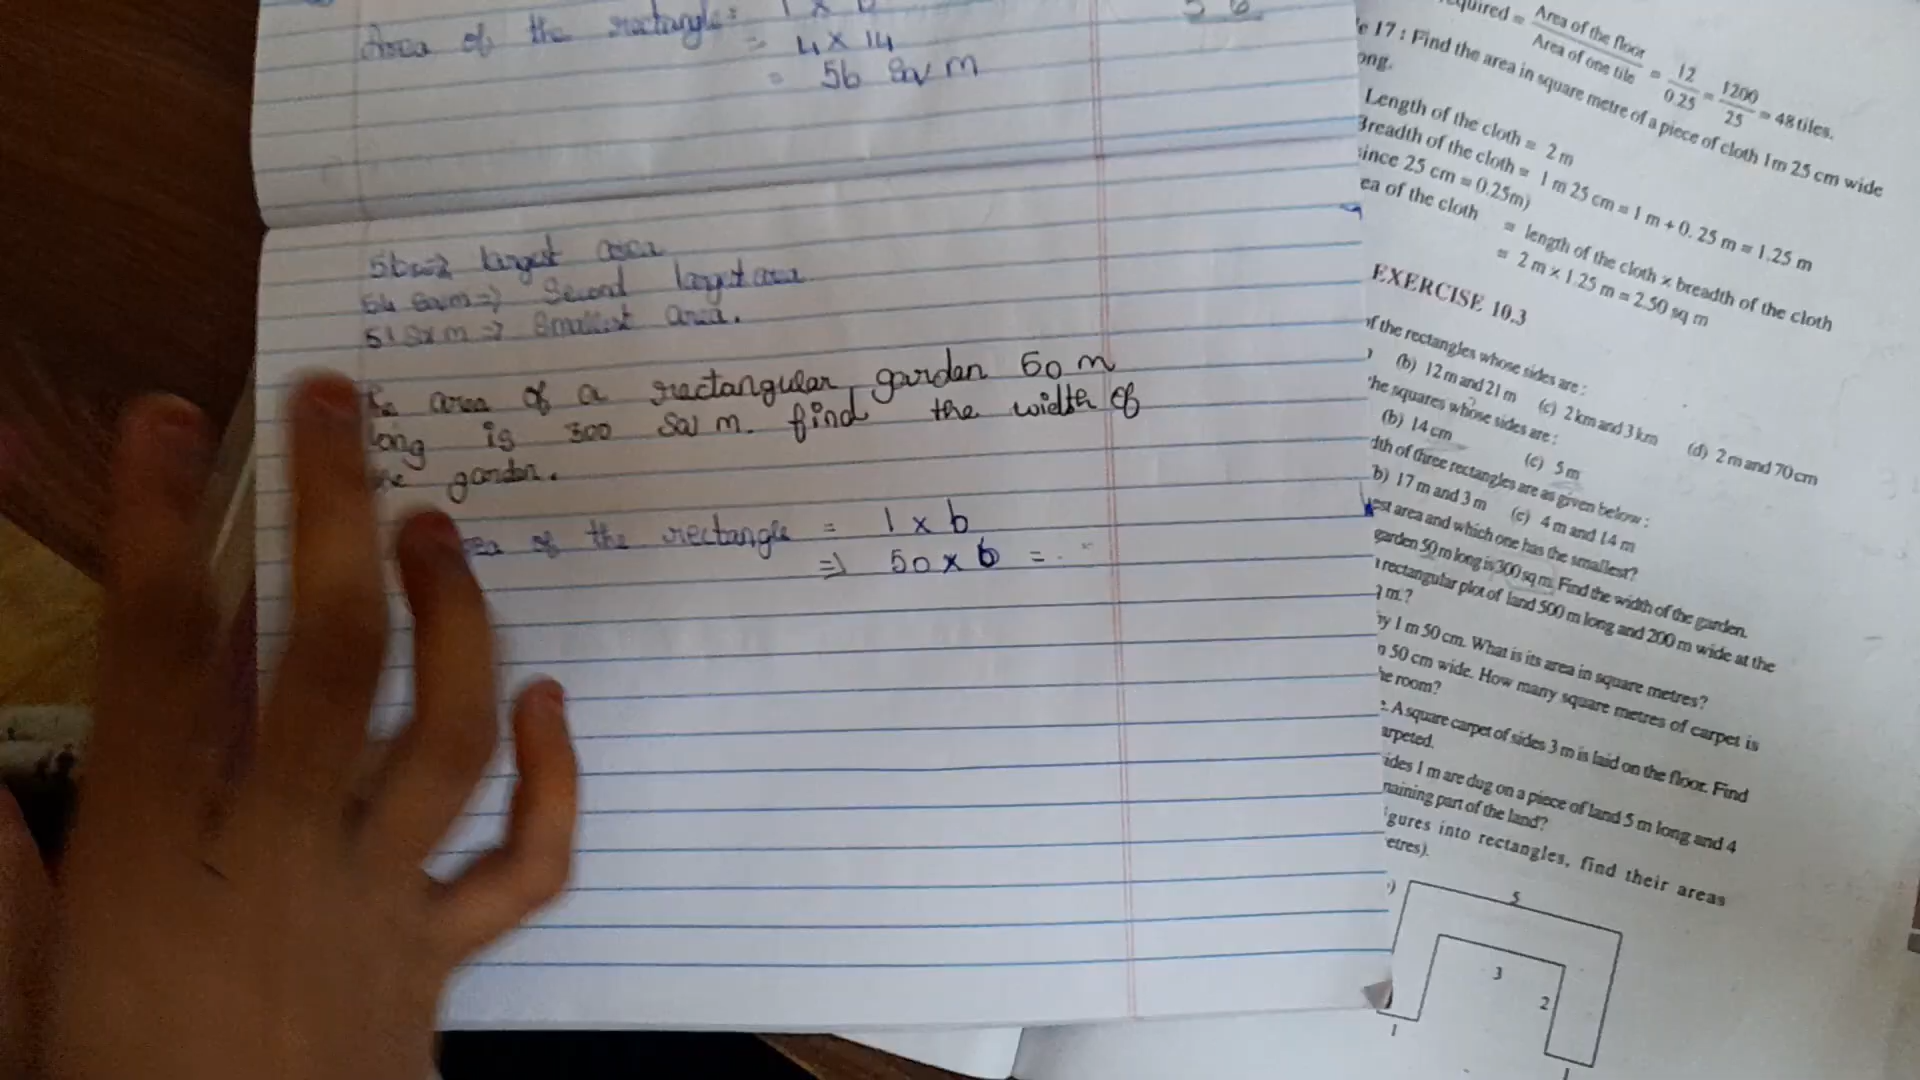 Area of the rectangle = l x b
= 4 x 14
= 56 Sq m
56
largest area
54 sqm => Second largest area
51 sq m => Smallest area.
area of a rectangular garden 50 m
long is 300 sq m. find the width of
the garden.
of the rectangle = l x b
=> 50 x b =
= Area of the floor / Area of one tile = 12 / 0.25 = 1200 / 25 = 48 tiles.
17 : Find the area in square metre of a piece of cloth 1m 25 cm wide
Length of the cloth = 2 m
Breadth of the cloth = 1 m 25 cm = 1 m + 0. 25 m = 1.25 m
since 25 cm = 0.25m)
of the cloth = length of the cloth × breadth of the cloth
= 2 m × 1.25 m = 2.50 sq m
EXERCISE 10.3
of the rectangles whose sides are :
(b) 12 m and 21 m (c) 2 km and 3 km (d) 2 m and 70 cm
the squares whose sides are :
(b) 14 cm (c) 5 m
of three rectangles are as given below :
b) 17 m and 3 m (c) 4 m and 14 m
area and which one has the smallest?
garden 50 m long is 300 sq m. Find the width of the garden.
rectangular plot of land 500 m long and 200 m wide at the
m.?
by 1 m 50 cm. What is its area in square metres?
50 cm wide. How many square metres of carpet is
room?
A square carpet of sides 3 m is laid on the floor. Find
1 m are dug on a piece of land 5 m long and 4
part of the land?
into rectangles, find their areas
5
3
2
1
1